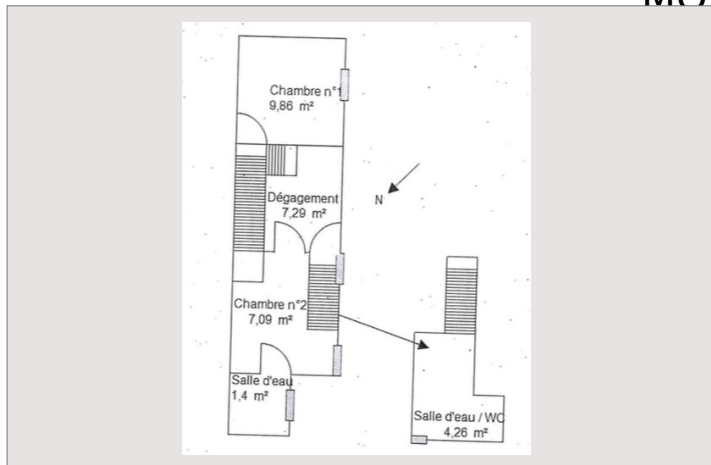 Chambre n°1
9,86 m²
Dégagement
7,29 m²
N
Chambre n°2
7,09 m²
Salle d'eau
1,4 m²
Salle d'eau / WC
4,26 m²